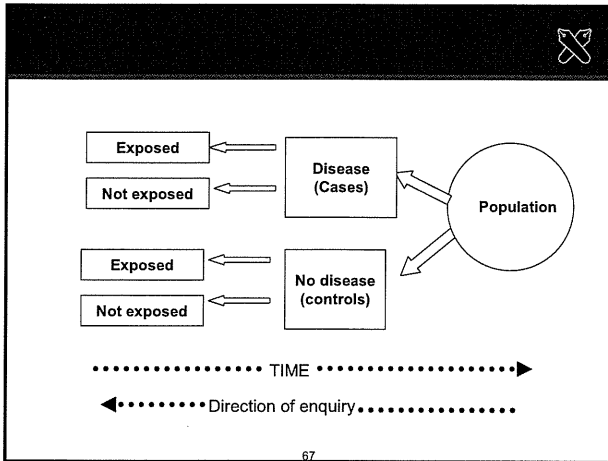 Exposed
Not exposed
Disease
(Cases)
Population
Exposed
Not exposed
No disease
(controls)
TIME
Direction of enquiry
67